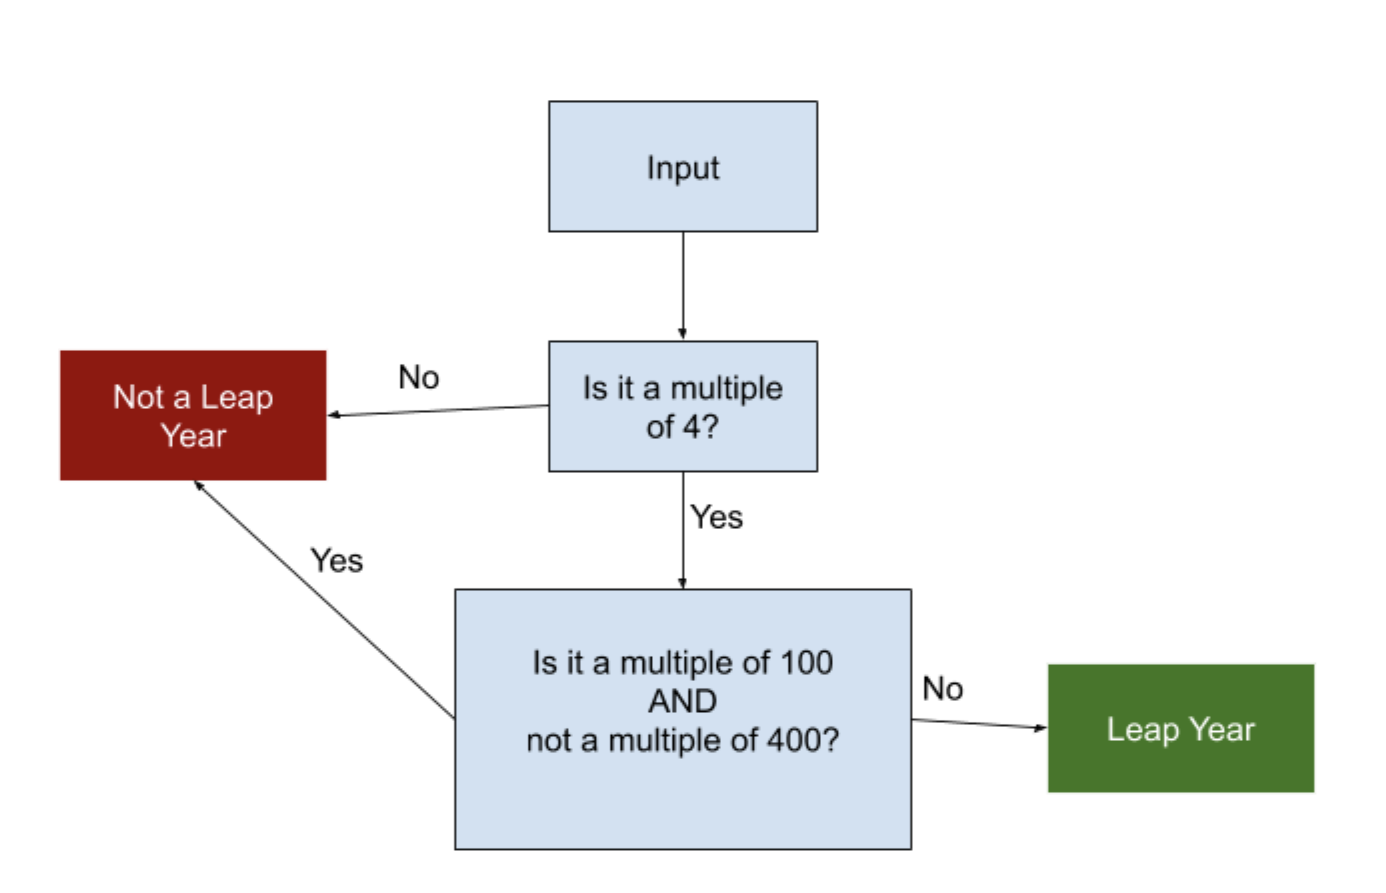 Input
No
Not a Leap
Year
Is it a multiple
of 4?
Yes
Yes
Is it a multiple of 100
AND
not a multiple of 400?
No
Leap Year